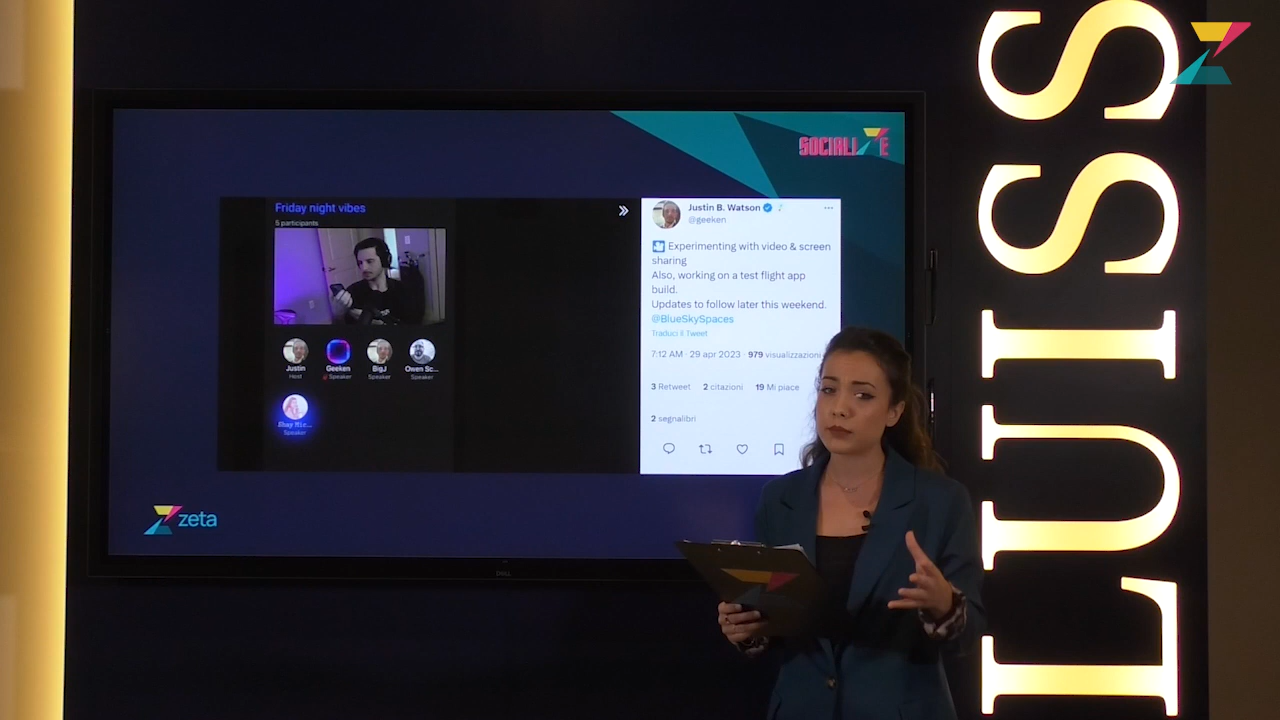 SOCIALIZE
Friday night vibes
5 participants
Justin
Host
Geeken
Speaker
BigJ
Speaker
Owen Sc...
Speaker
Shay Mic...
Speaker
Justin B. Watson
@geeken
Experimenting with video & screen
sharing
Also, working on a test flight app
build.
Updates to follow later this weekend.
@BlueSkySpaces
Traduci il Tweet
7:12 AM · 29 apr 2023 · 979 visualizzazioni
3 Retweet 2 citazioni 19 Mi piace
2 segnalibri
zeta
DELL
LUISS